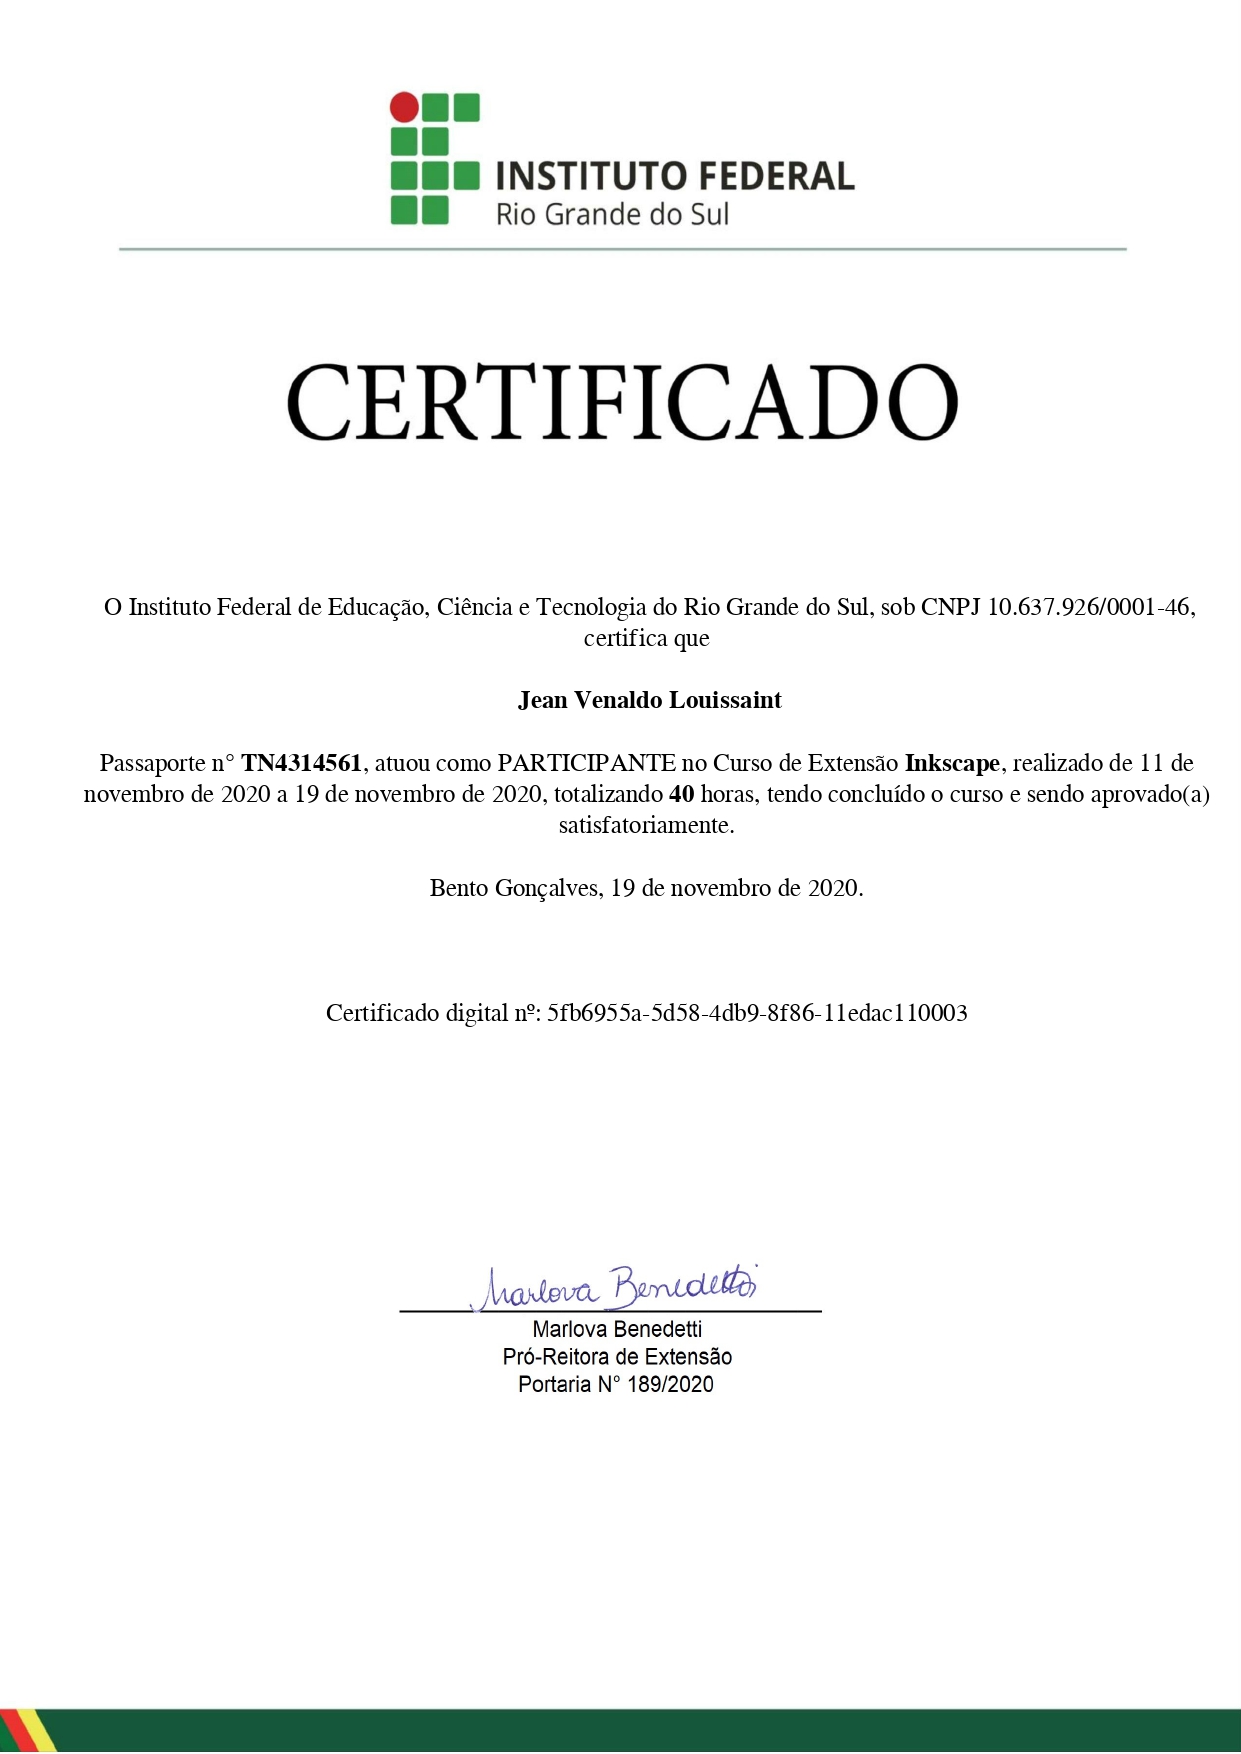 INSTITUTO FEDERAL
Rio Grande do Sul
CERTIFICADO
O Instituto Federal de Educação, Ciência e Tecnologia do Rio Grande do Sul, sob CNPJ 10.637.926/0001-46,
certifica que
Jean Venaldo Louissaint
Passaporte n° TN4314561, atuou como PARTICIPANTE no Curso de Extensão Inkscape, realizado de 11 de
novembro de 2020 a 19 de novembro de 2020, totalizando 40 horas, tendo concluído o curso e sendo aprovado(a)
satisfatoriamente.
Bento Gonçalves, 19 de novembro de 2020.
Certificado digital nº: 5fb6955a-5d58-4db9-8f86-11edac110003
Marlova Benedetti
Marlova Benedetti
Pró-Reitora de Extensão
Portaria N° 189/2020